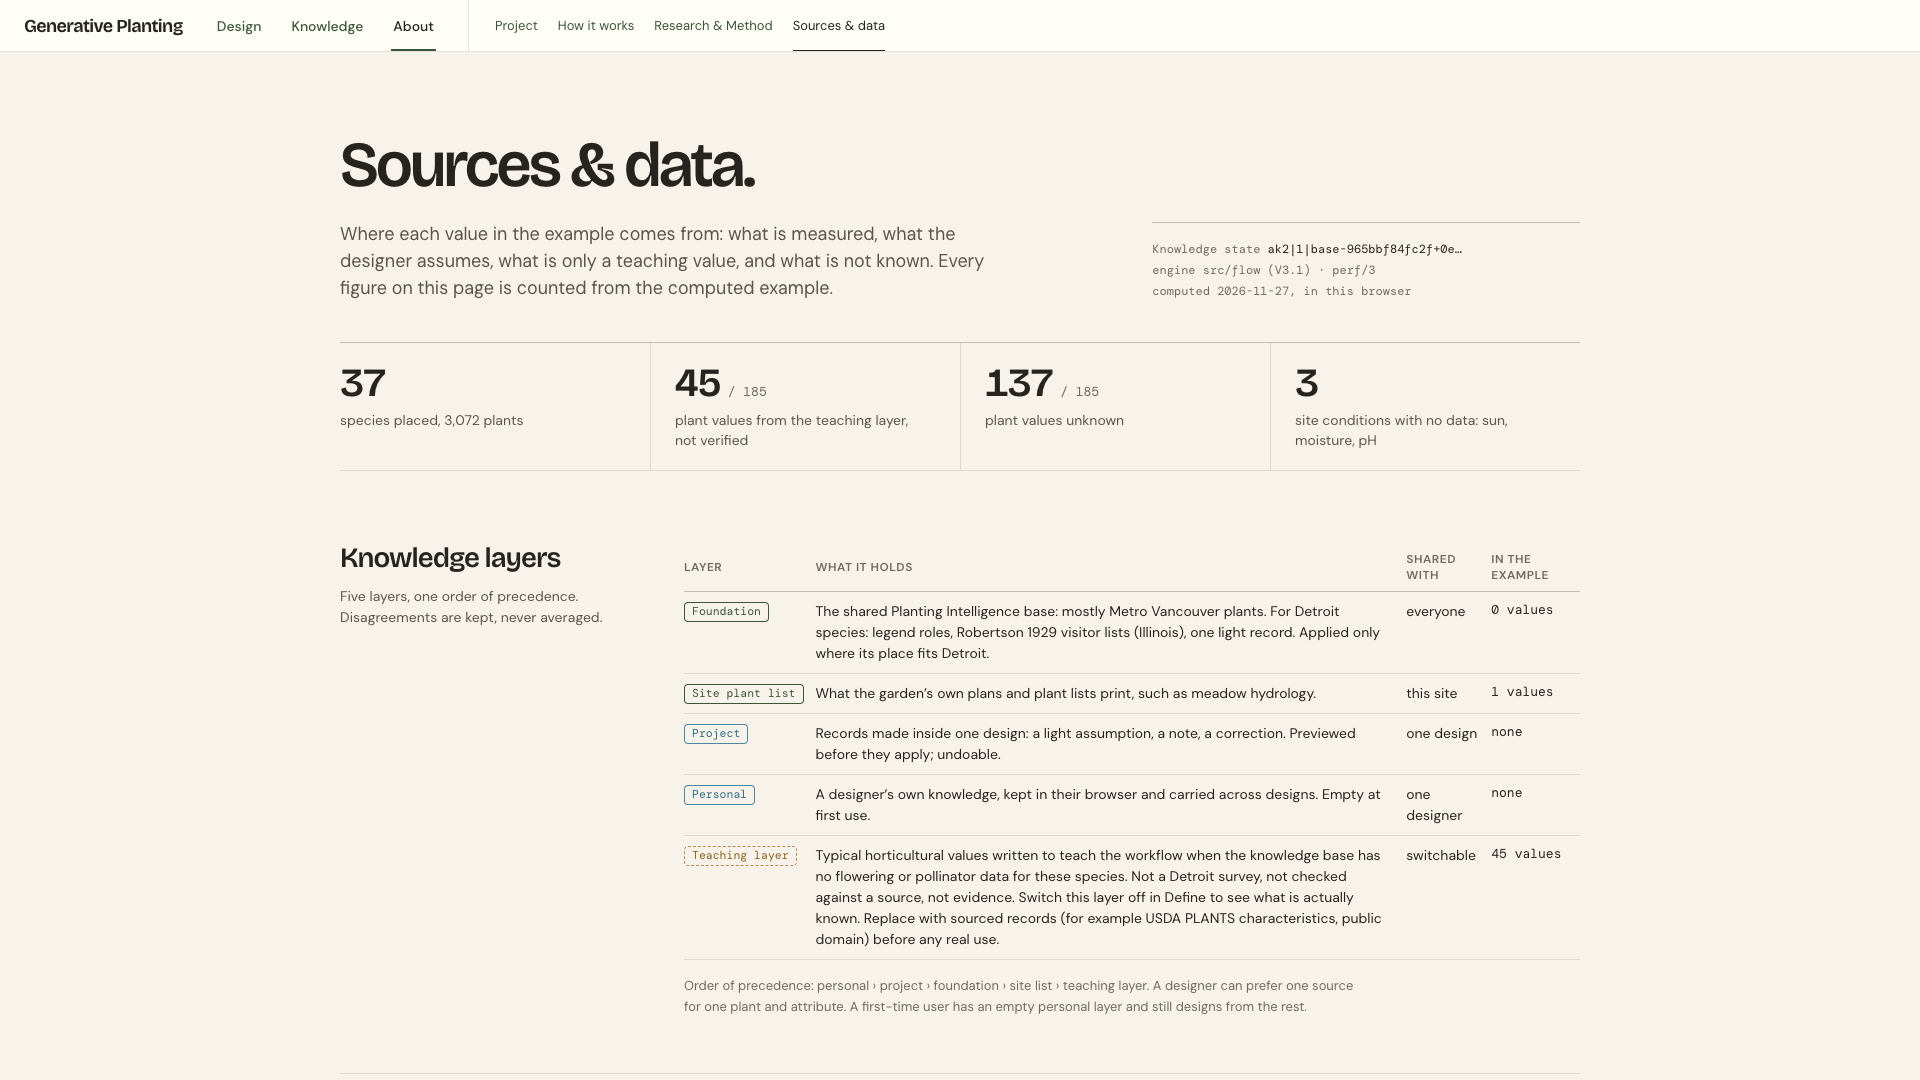 Generative Planting Design Knowledge About Project How it works Research & Method Sources & data
Sources & data.
Where each value in the example comes from: what is measured, what the
designer assumes, what is only a teaching value, and what is not known. Every
figure on this page is counted from the computed example.
Knowledge state ak2|1|base-965bbf84fc2f+0e…
engine src/flow (V3.1) · perf/3
computed 2026-11-27, in this browser
37
species placed, 3,072 plants
45 / 185
plant values from the teaching layer,
not verified
137 / 185
plant values unknown
3
site conditions with no data: sun,
moisture, pH
Knowledge layers
Five layers, one order of precedence.
Disagreements are kept, never averaged.
LAYER WHAT IT HOLDS SHARED WITH IN THE EXAMPLE
Foundation The shared Planting Intelligence base: mostly Metro Vancouver plants. For Detroit everyone 0 values
species: legend roles, Robertson 1929 visitor lists (Illinois), one light record. Applied only
where its place fits Detroit.
Site plant list What the garden’s own plans and plant lists print, such as meadow hydrology. this site 1 values
Project Records made inside one design: a light assumption, a note, a correction. Previewed one design none
before they apply; undoable.
Personal A designer’s own knowledge, kept in their browser and carried across designs. Empty at one none
first use. designer
Teaching layer Typical horticultural values written to teach the workflow when the knowledge base has switchable 45 values
no flowering or pollinator data for these species. Not a Detroit survey, not checked
against a source, not evidence. Switch this layer off in Define to see what is actually
known. Replace with sourced records (for example USDA PLANTS characteristics, public
domain) before any real use.
Order of precedence: personal › project › foundation › site list › teaching layer. A designer can prefer one source
for one plant and attribute. A first-time user has an empty personal layer and still designs from the rest.